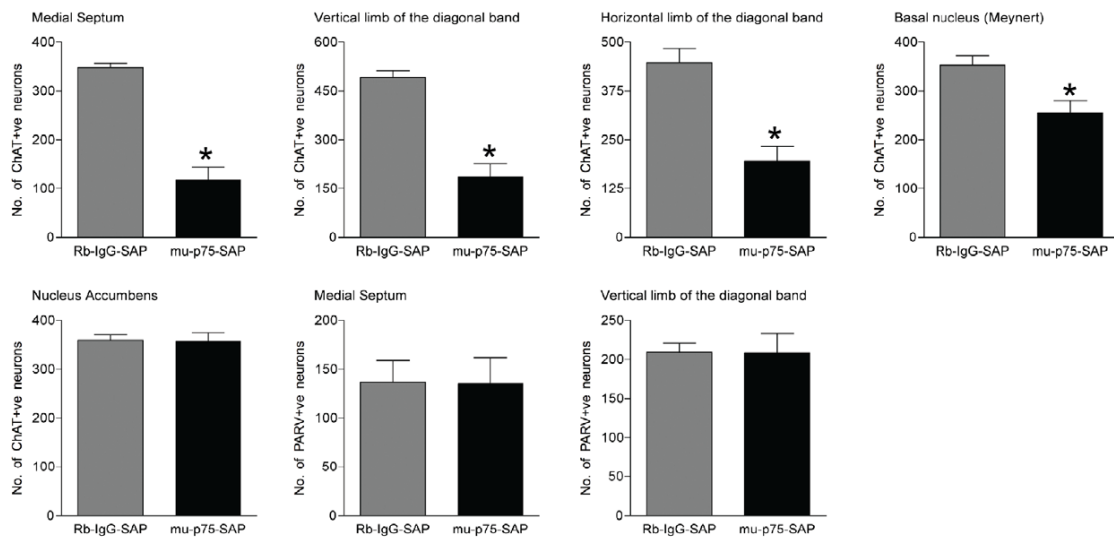 Medial Septum
No. of ChAT+ve neurons
400
300
200
100
0
*
Rb-IgG-SAP mu-p75-SAP
Vertical limb of the diagonal band
No. of ChAT+ve neurons
600
450
300
150
0
*
Rb-IgG-SAP mu-p75-SAP
Horizontal limb of the diagonal band
No. of ChAT+ve neurons
500
375
250
125
0
*
Rb-IgG-SAP mu-p75-SAP
Basal nucleus (Meynert)
No. of ChAT+ve neurons
400
300
200
100
0
*
Rb-IgG-SAP mu-p75-SAP
Nucleus Accumbens
No. of ChAT+ve neurons
400
300
200
100
0
Rb-IgG-SAP mu-p75-SAP
Medial Septum
No. of PARV+ve neurons
200
150
100
50
0
Rb-IgG-SAP mu-p75-SAP
Vertical limb of the diagonal band
No. of PARV+ve neurons
250
200
150
100
50
0
Rb-IgG-SAP mu-p75-SAP